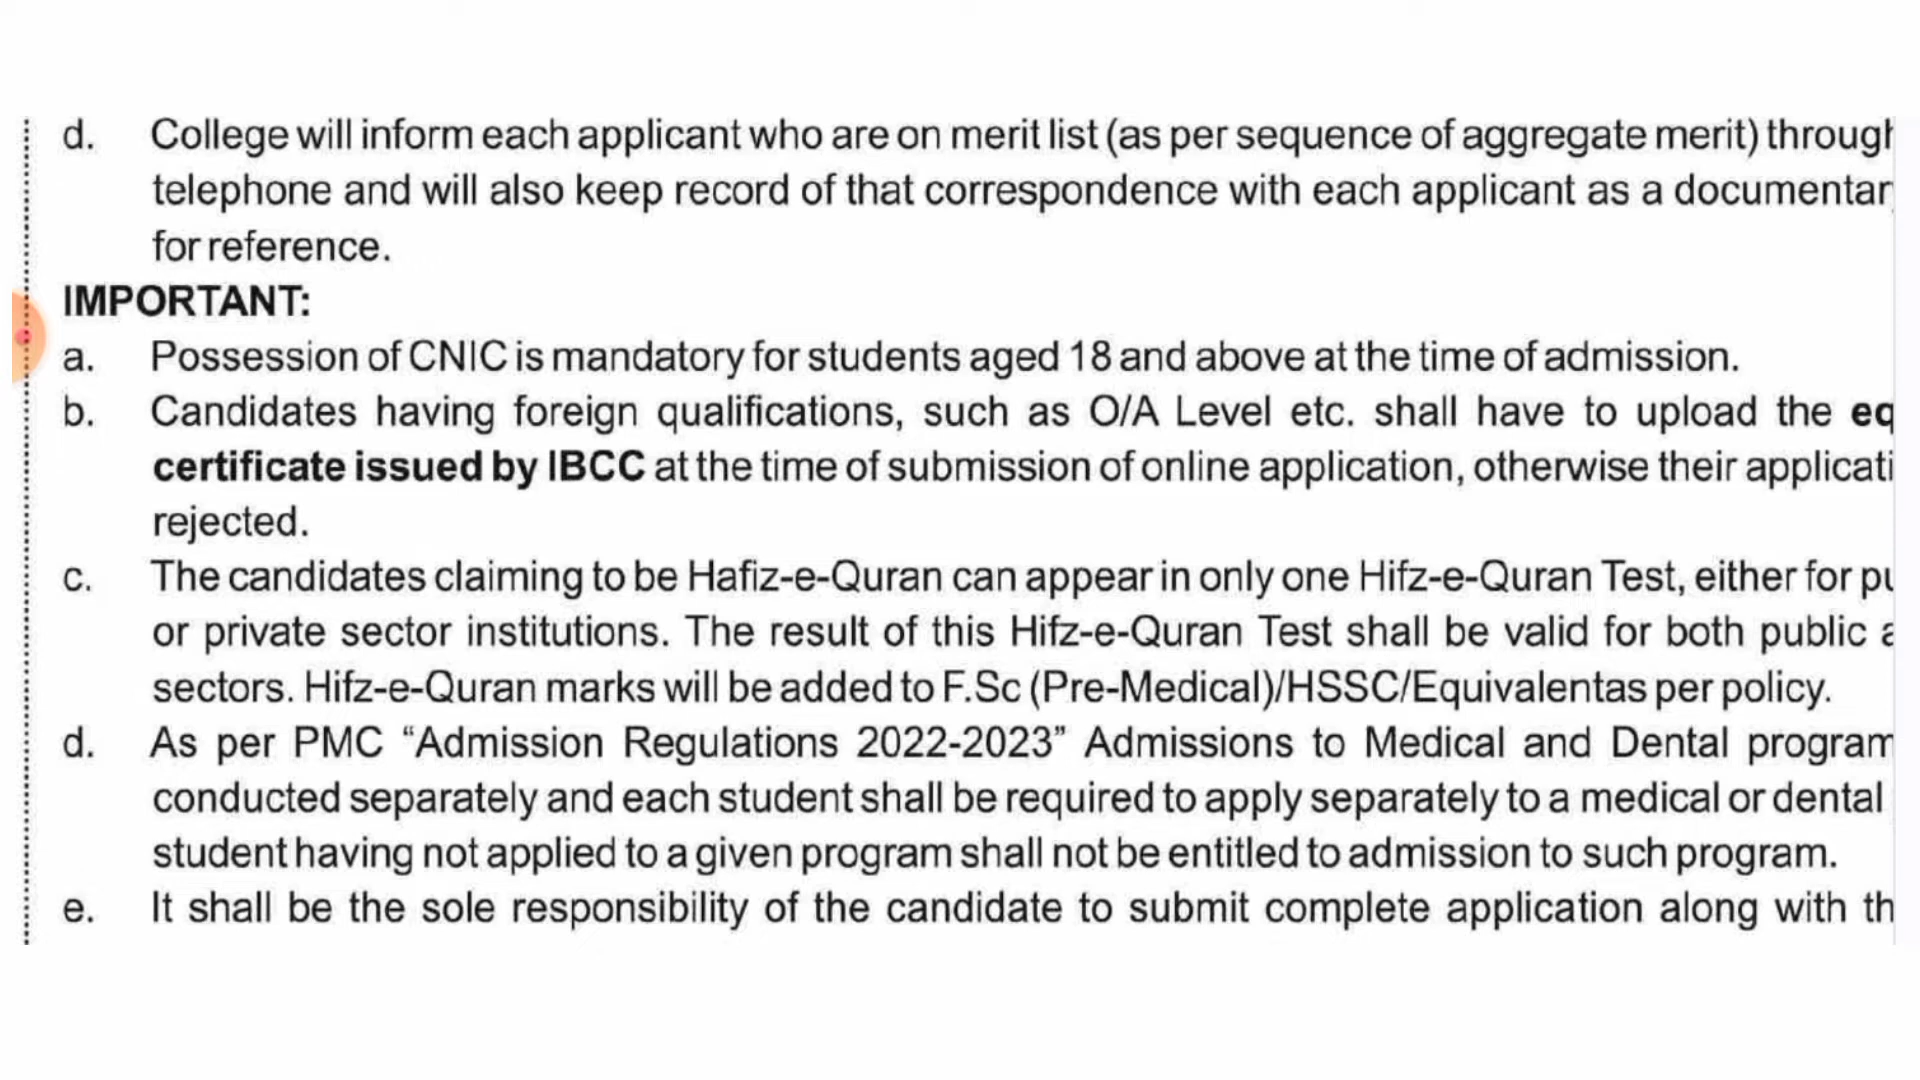 d. College will inform each applicant who are on merit list (as per sequence of aggregate merit)
telephone and will also keep record of that correspondence with each applicant as a
for reference.
IMPORTANT:
a. Possession of CNIC is mandatory for students aged 18 and above at the time of admission.
b. Candidates having foreign qualifications, such as O/A Level etc. shall have to upload the
certificate issued by IBCC at the time of submission of online application, otherwise their
rejected.
c. The candidates claiming to be Hafiz-e-Quran can appear in only one Hifz-e-Quran Test, either for
or private sector institutions. The result of this Hifz-e-Quran Test shall be valid for both public
sectors. Hifz-e-Quran marks will be added to F.Sc (Pre-Medical)/HSSC/Equivalentas per policy.
d. As per PMC “Admission Regulations 2022-2023” Admissions to Medical and Dental program
conducted separately and each student shall be required to apply separately to a medical or dental
student having not applied to a given program shall not be entitled to admission to such program.
e. It shall be the sole responsibility of the candidate to submit complete application along with